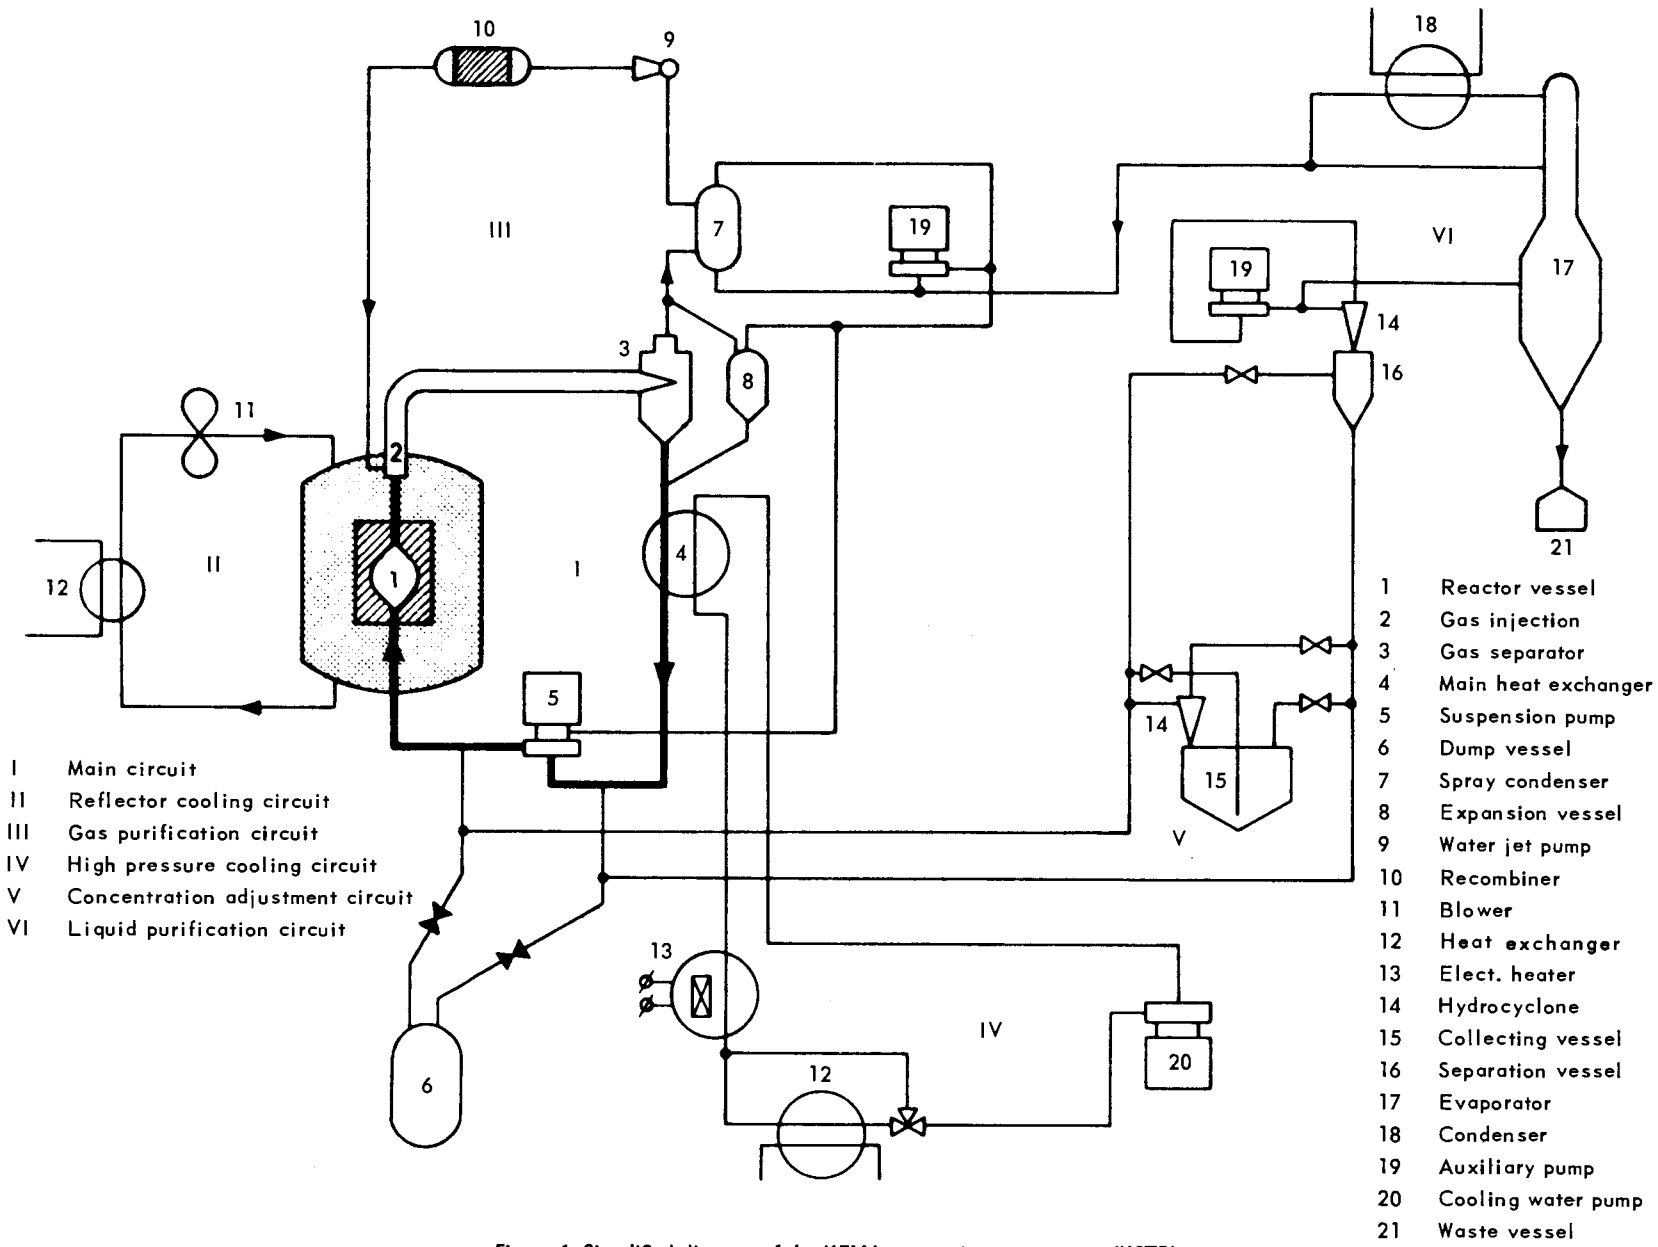 10
9
18
III
7
19
VI
19
17
14
3
8
16
11
2
21
II
12
1
I
4
5
14
15
V
13
IV
12
20
6
I Main circuit
II Reflector cooling circuit
III Gas purification circuit
IV High pressure cooling circuit
V Concentration adjustment circuit
VI Liquid purification circuit
1 Reactor vessel
2 Gas injection
3 Gas separator
4 Main heat exchanger
5 Suspension pump
6 Dump vessel
7 Spray condenser
8 Expansion vessel
9 Water jet pump
10 Recombiner
11 Blower
12 Heat exchanger
13 Elect. heater
14 Hydrocyclone
15 Collecting vessel
16 Separation vessel
17 Evaporator
18 Condenser
19 Auxiliary pump
20 Cooling water pump
21 Waste vessel